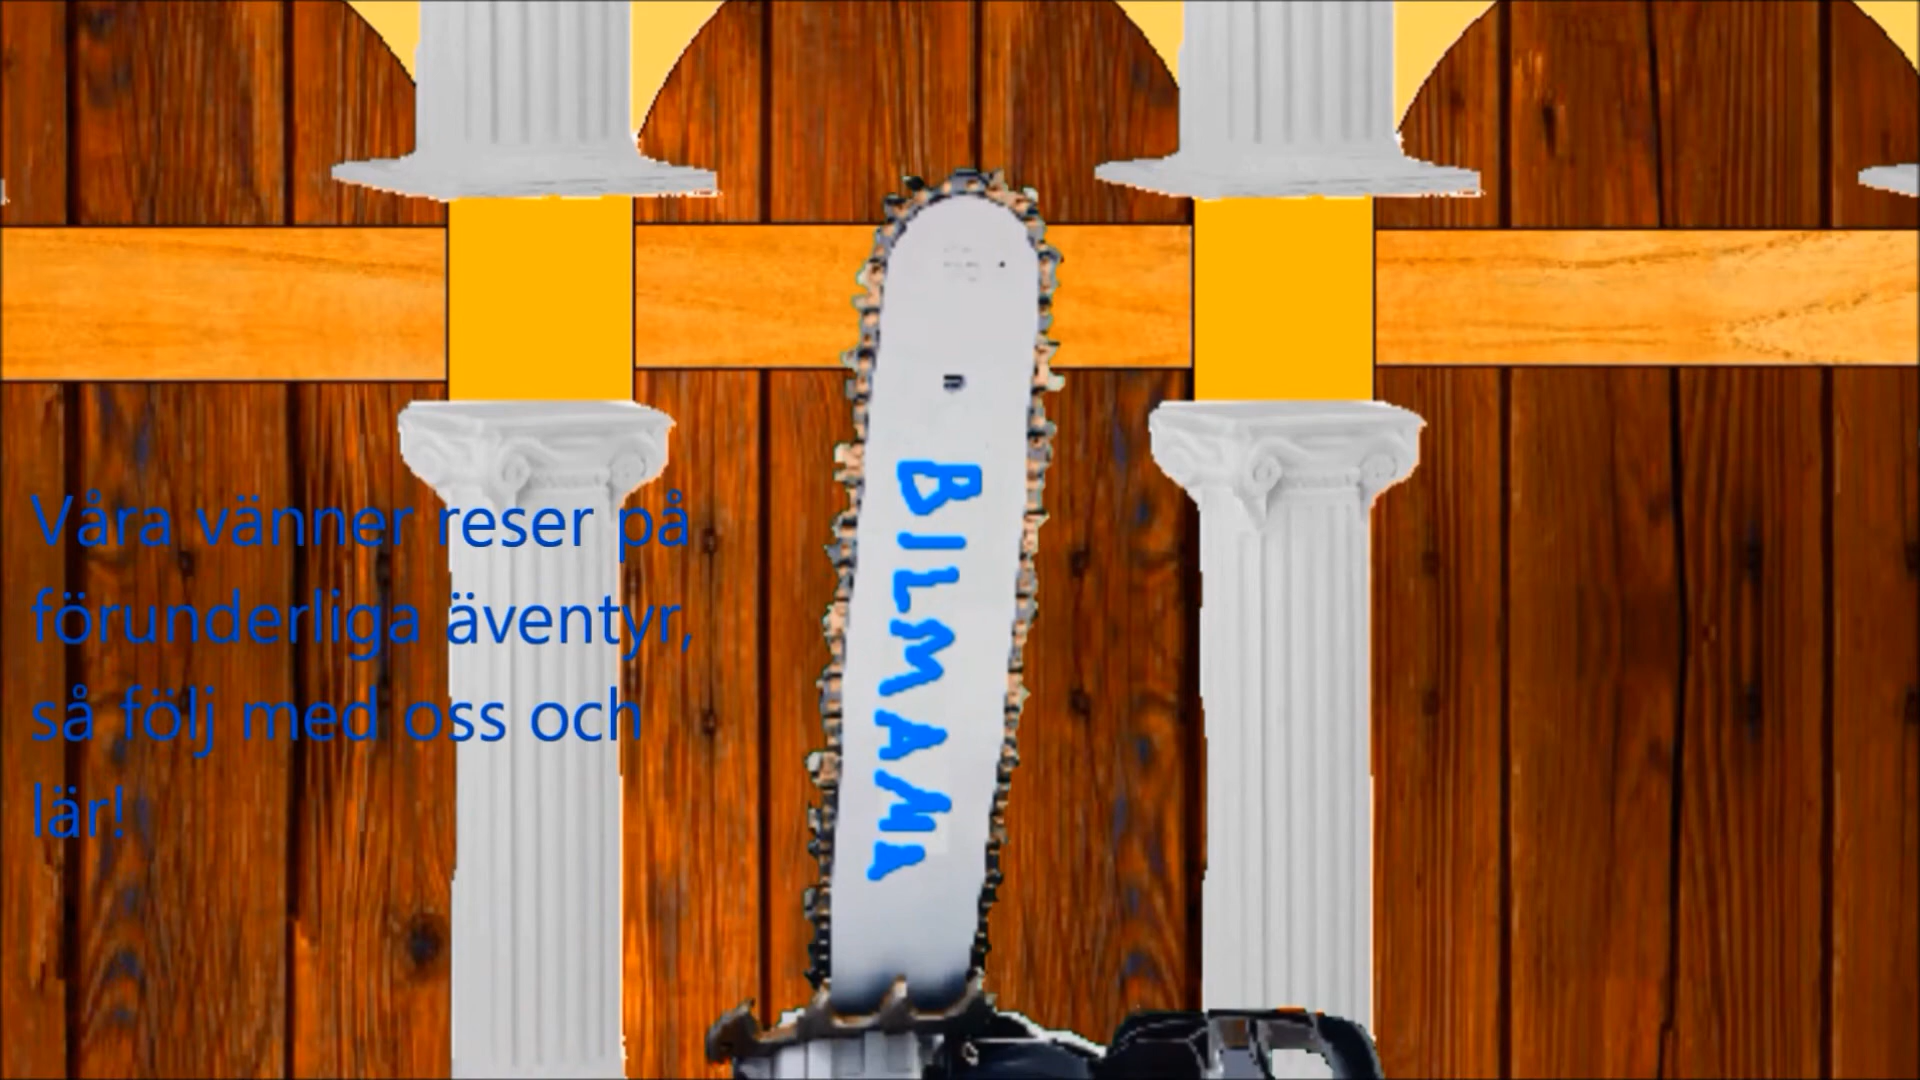 Våra vänner reser på
förunderliga äventyr,
så följ med oss och
lär!
BILMAMA